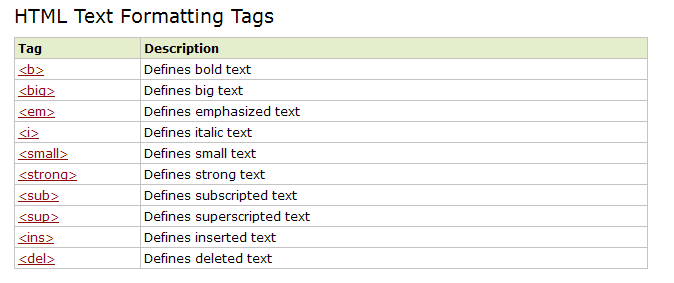 HTML Text Formatting Tags
Tag Description
<b> Defines bold text
<big> Defines big text
<em> Defines emphasized text
<i> Defines italic text
<small> Defines small text
<strong> Defines strong text
<sub> Defines subscripted text
<sup> Defines superscripted text
<ins> Defines inserted text
<del> Defines deleted text